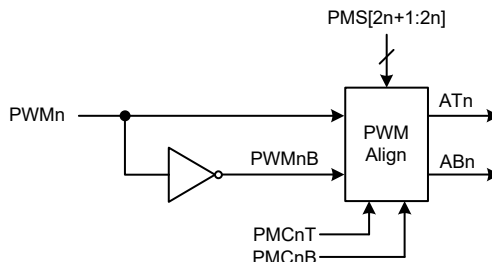 PMS[2n+1:2n]
PWMn
PWMnB
PWM
Align
ATn
ABn
PMCnT
PMCnB